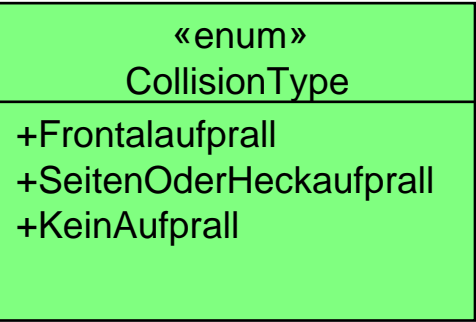 «enum»
CollisionType
+Frontalaufprall
+SeitenOderHeckaufprall
+KeinAufprall